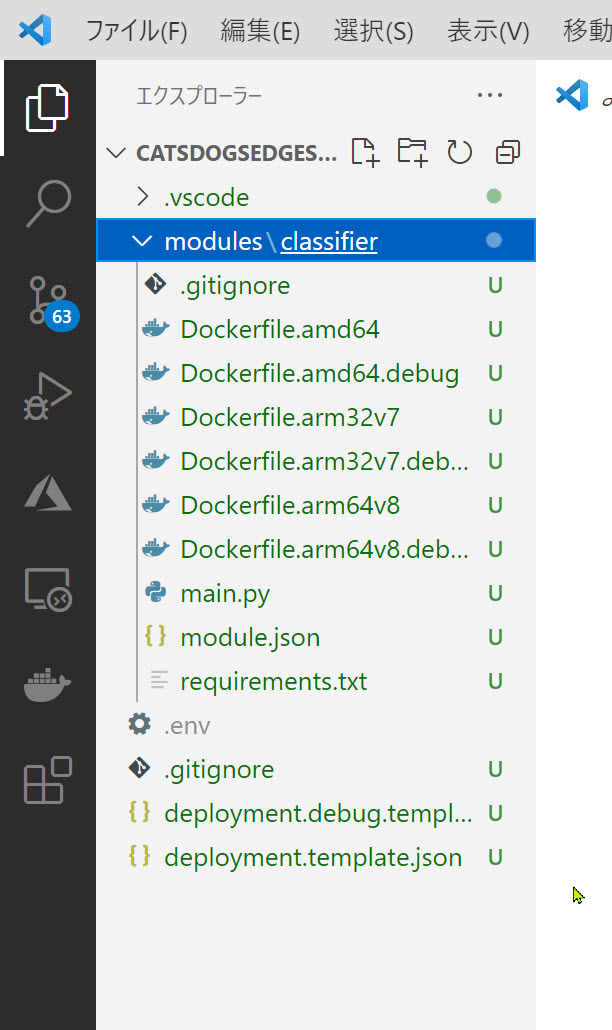 ファイル(F) 編集(E) 選択(S) 表示(V) 移動
エクスプローラー
CATSDOGSEDGES...
.vscode
modules\classifier
.gitignore U
Dockerfile.amd64 U
Dockerfile.amd64.debug U
63
Dockerfile.arm32v7 U
Dockerfile.arm32v7.deb... U
Dockerfile.arm64v8 U
Dockerfile.arm64v8.deb... U
main.py U
module.json U
requirements.txt U
.env
.gitignore U
deployment.debug.templ... U
deployment.template.json U